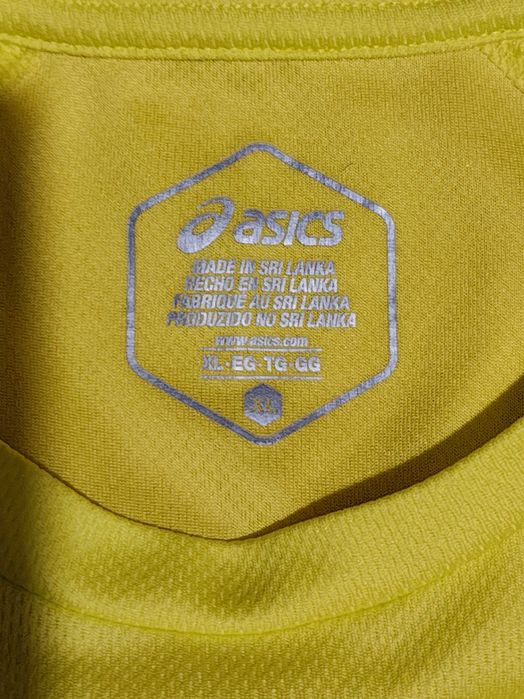 asics
MADE IN SRI LANKA
HECHO EN SRI LANKA
FABRIQUÉ AU SRI LANKA
PRODUZIDO NO SRI LANKA
www.asics.com
XL·EG·TG·GG
XL